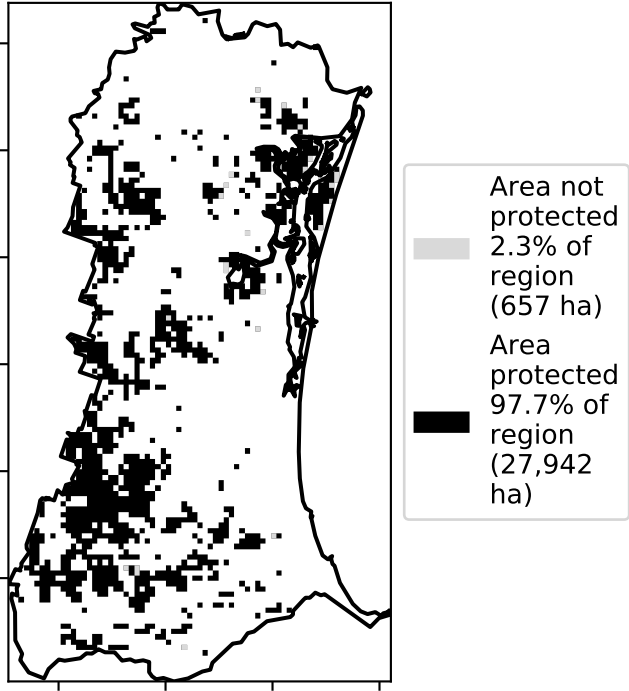 Area not
protected
2.3% of
region
(657 ha)
Area
protected
97.7% of
region
(27,942
ha)